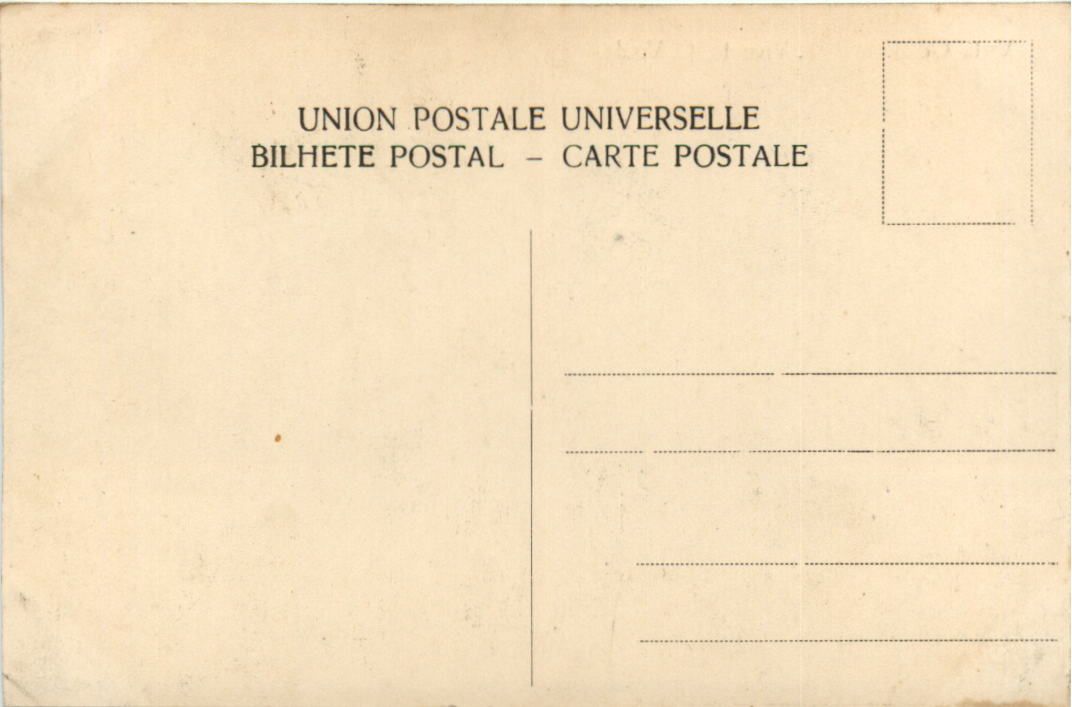 UNION POSTALE UNIVERSELLE
BILHETE POSTAL – CARTE POSTALE